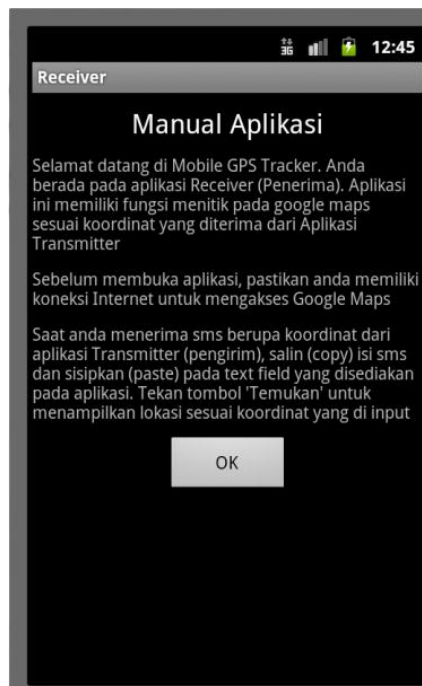 3G 12:45
Receiver
Manual Aplikasi
Selamat datang di Mobile GPS Tracker. Anda
berada pada aplikasi Receiver (Penerima). Aplikasi
ini memiliki fungsi menitik pada google maps
sesuai koordinat yang diterima dari Aplikasi
Transmitter
Sebelum membuka aplikasi, pastikan anda memiliki
koneksi Internet untuk mengakses Google Maps
Saat anda menerima sms berupa koordinat dari
aplikasi Transmitter (pengirim), salin (copy) isi sms
dan sisipkan (paste) pada text field yang disediakan
pada aplikasi. Tekan tombol 'Temukan' untuk
menampilkan lokasi sesuai koordinat yang di input
OK